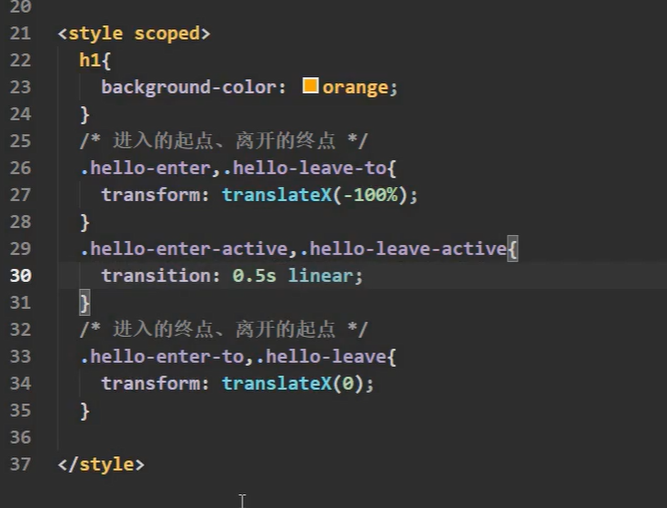 20
21 <style scoped>
22 h1{
23 background-color: orange;
24 }
25 /* 进入的起点、离开的终点 */
26 .hello-enter,.hello-leave-to{
27 transform: translateX(-100%);
28 }
29 .hello-enter-active,.hello-leave-active{
30 transition: 0.5s linear;
31 }
32 /* 进入的终点、离开的起点 */
33 .hello-enter-to,.hello-leave{
34 transform: translateX(0);
35 }
36
37 </style>